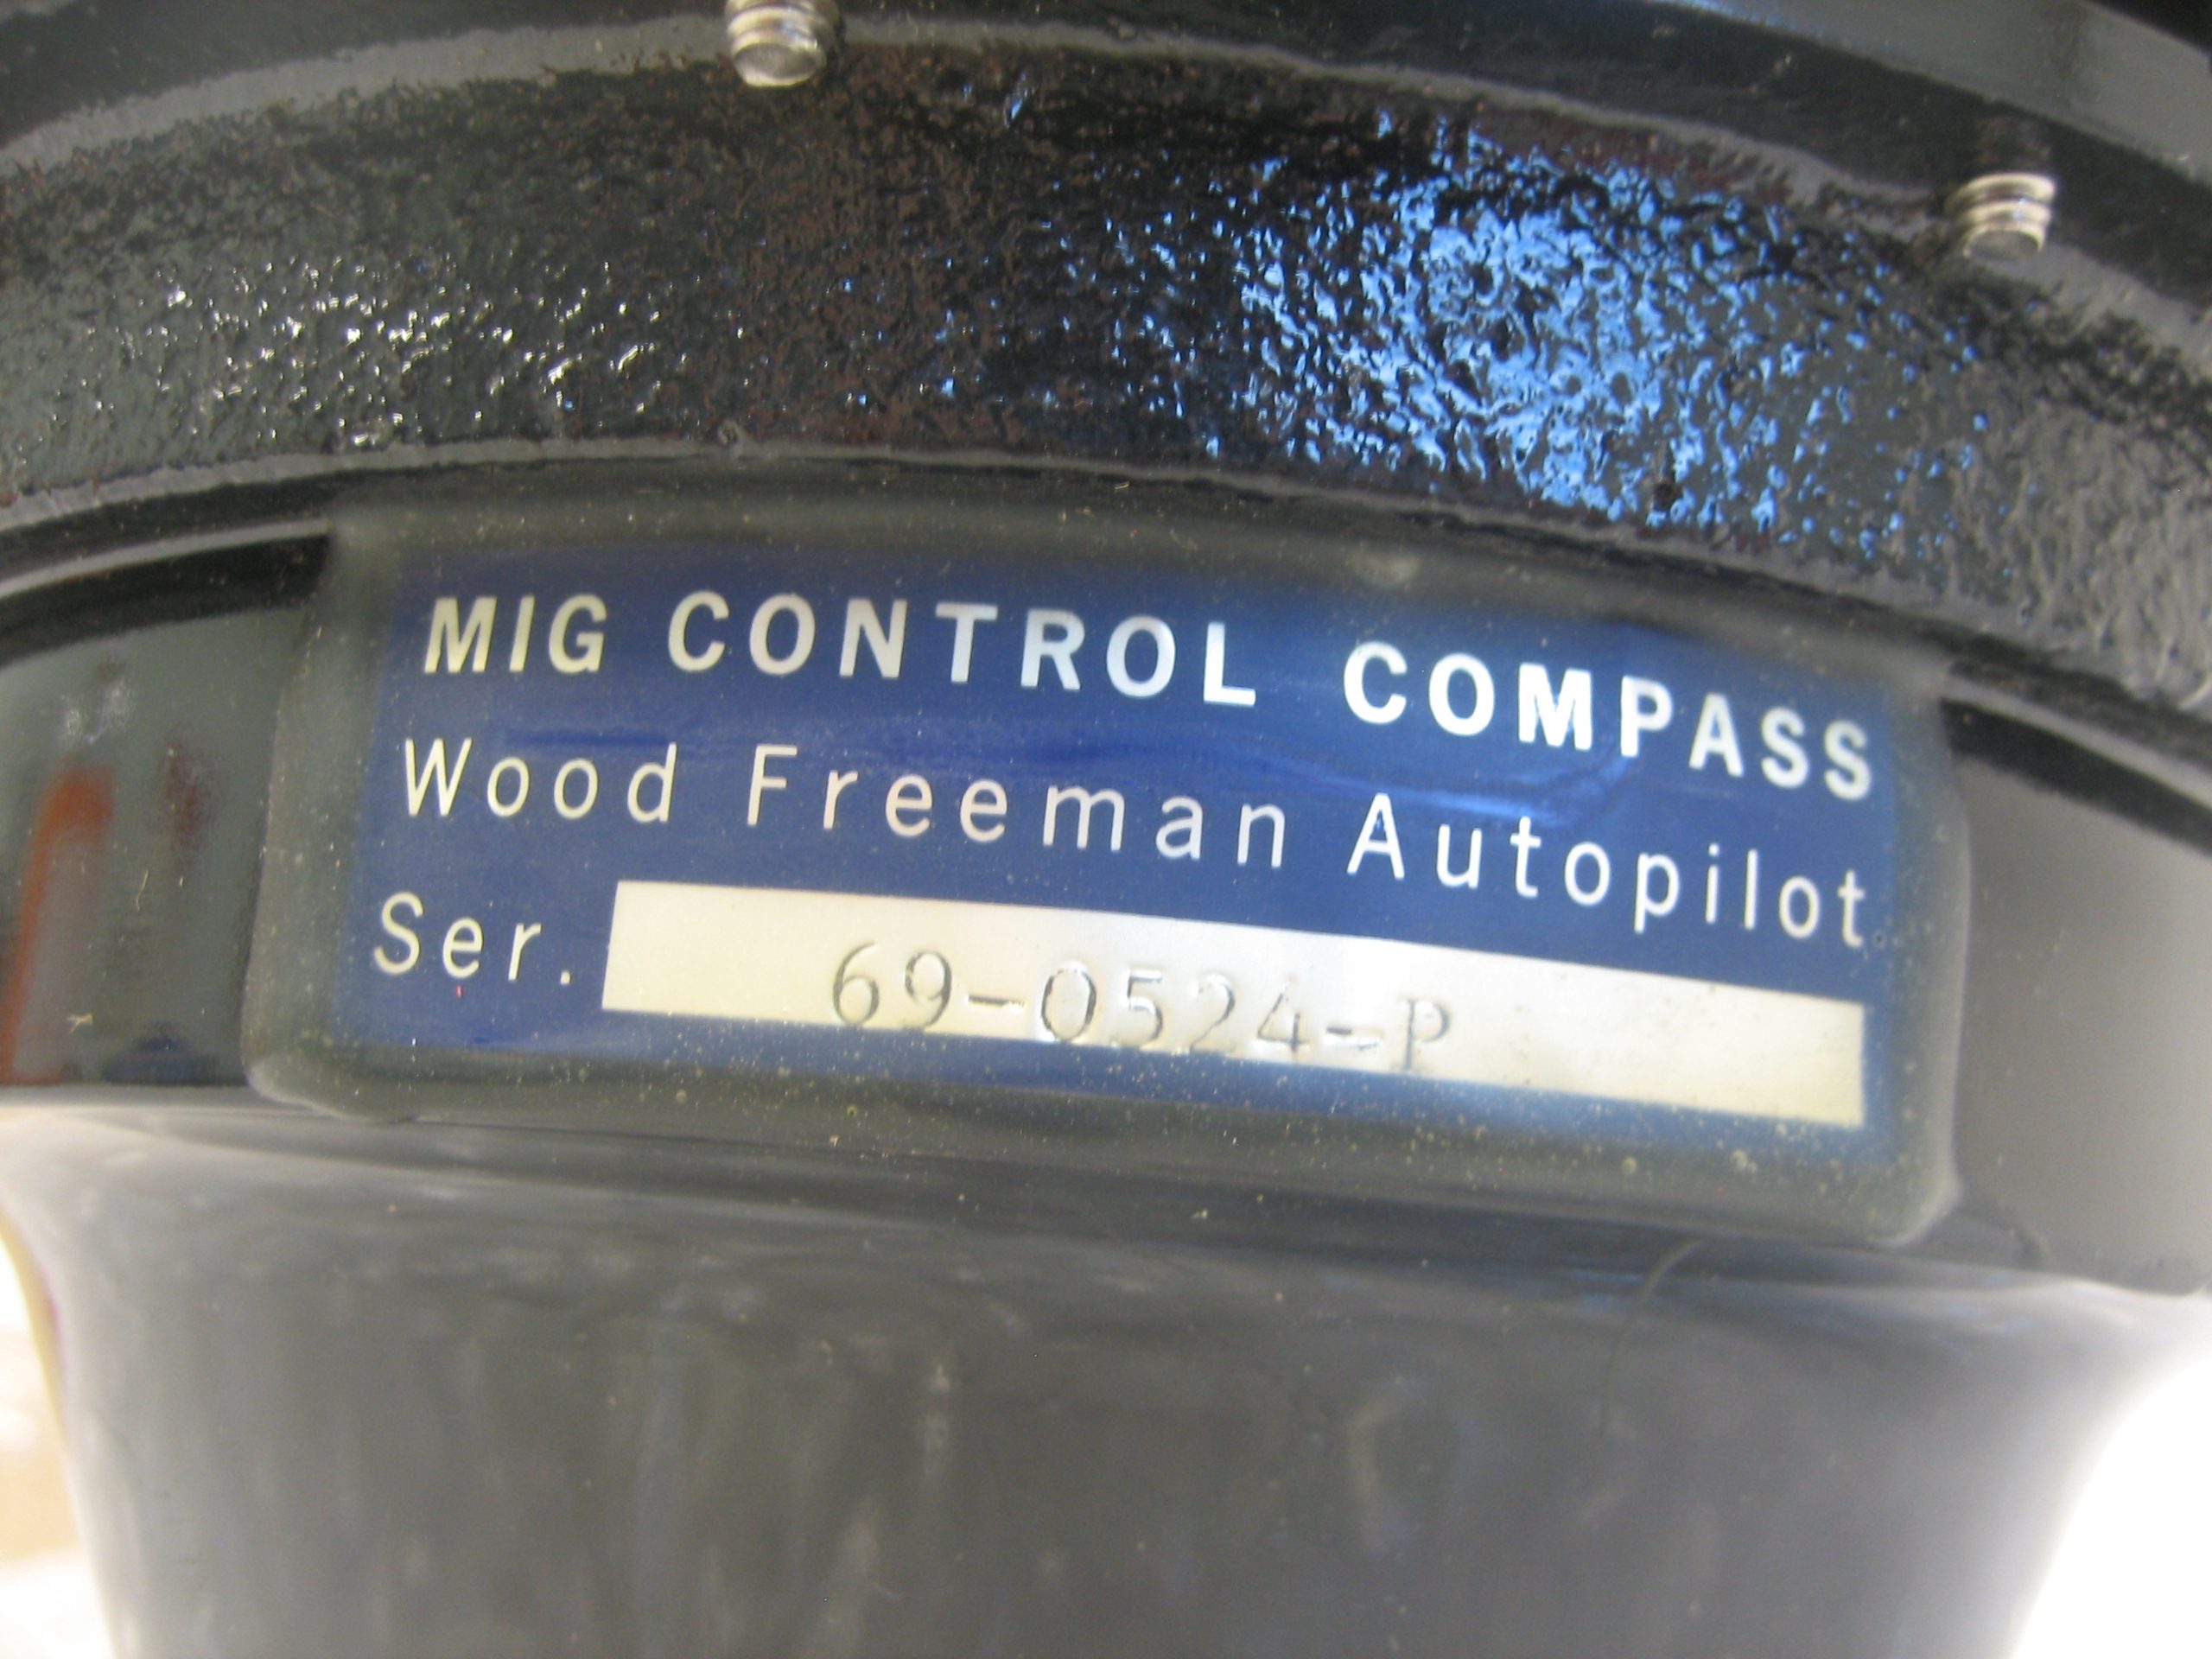 MIG CONTROL COMPASS
Wood Freeman Autopilot
Ser. 69-0524-P